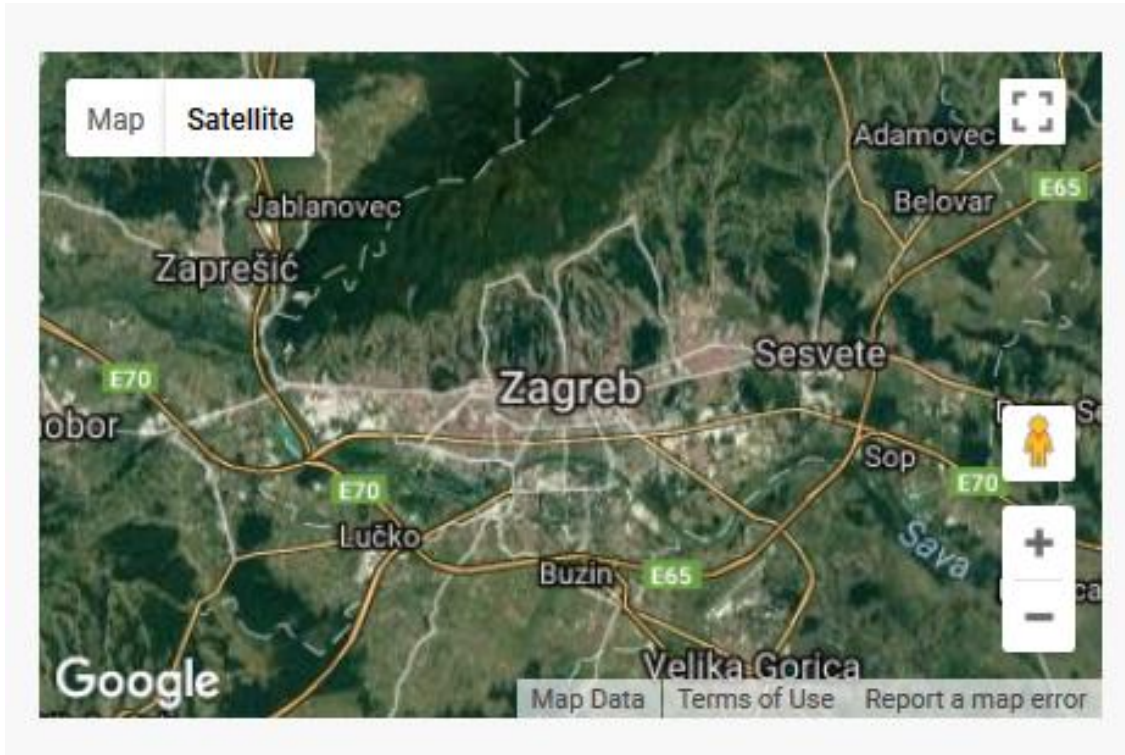 Map Satellite
Adamovec
E65
Belovar
Jablanovec
Zaprešić
Sesvete
E70
Zagreb
obor
Sop
E70
E70
Sava
Lučko
Buzin
E65
Velika Gorica
Google
Map Data Terms of Use Report a map error